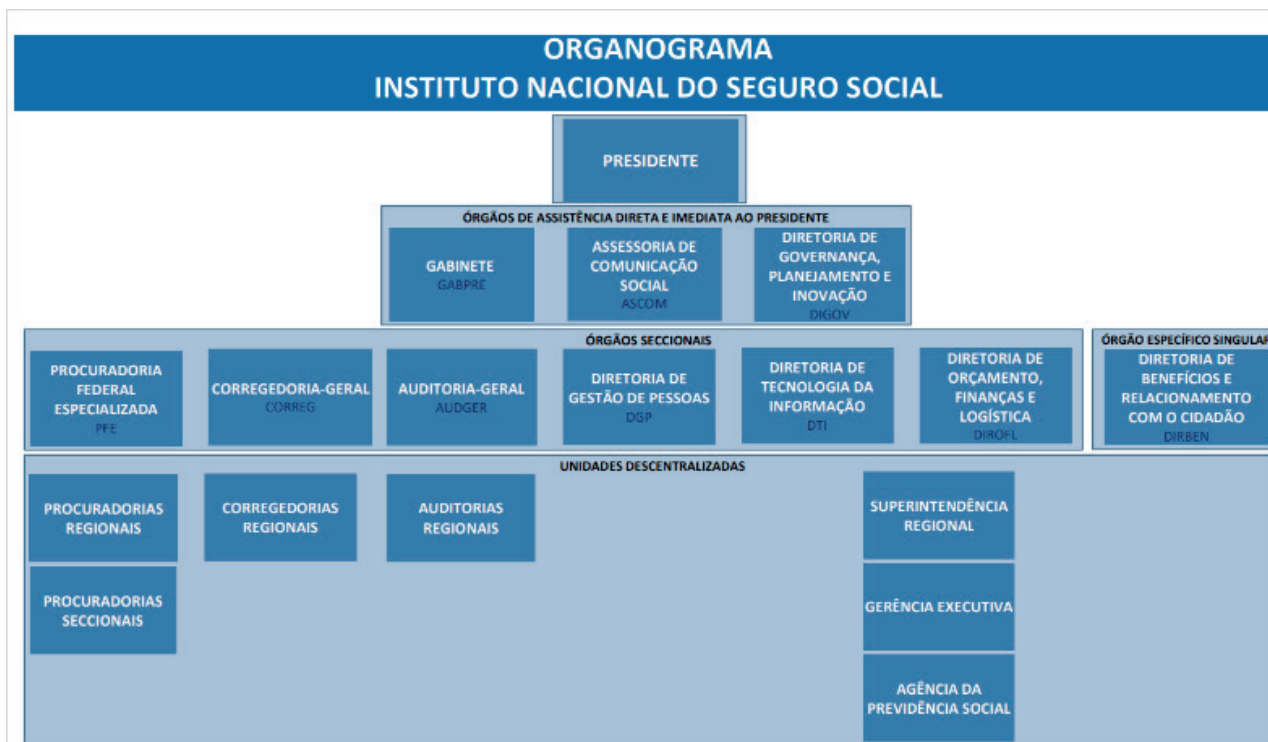 ORGANOGRAMA
INSTITUTO NACIONAL DO SEGURO SOCIAL
PRESIDENTE
ÓRGÃOS DE ASSISTÊNCIA DIRETA E IMEDIATA AO PRESIDENTE
GABINETE
GABPRE
ASSESSORIA DE
COMUNICAÇÃO
SOCIAL
ASCOM
DIRETORIA DE
GOVERNANÇA,
PLANEJAMENTO E
INOVAÇÃO
DIGOV
ÓRGÃOS SECCIONAIS
PROCURADORIA
FEDERAL
ESPECIALIZADA
PFE
CORREGEDORIA-GERAL
CORREG
AUDITORIA-GERAL
AUDGER
DIRETORIA DE
GESTÃO DE PESSOAS
DGP
DIRETORIA DE
TECNOLOGIA DA
INFORMAÇÃO
DTI
DIRETORIA DE
ORÇAMENTO,
FINANÇAS E
LOGÍSTICA
DIROFL
ÓRGÃO ESPECÍFICO SINGULAR
DIRETORIA DE
BENEFÍCIOS E
RELACIONAMENTO
COM O CIDADÃO
DIRBEN
UNIDADES DESCENTRALIZADAS
PROCURADORIAS
REGIONAIS
PROCURADORIAS
SECCIONAIS
CORREGEDORIAS
REGIONAIS
AUDITORIAS
REGIONAIS
SUPERINTENDÊNCIA
REGIONAL
GERÊNCIA EXECUTIVA
AGÊNCIA DA
PREVIDÊNCIA SOCIAL